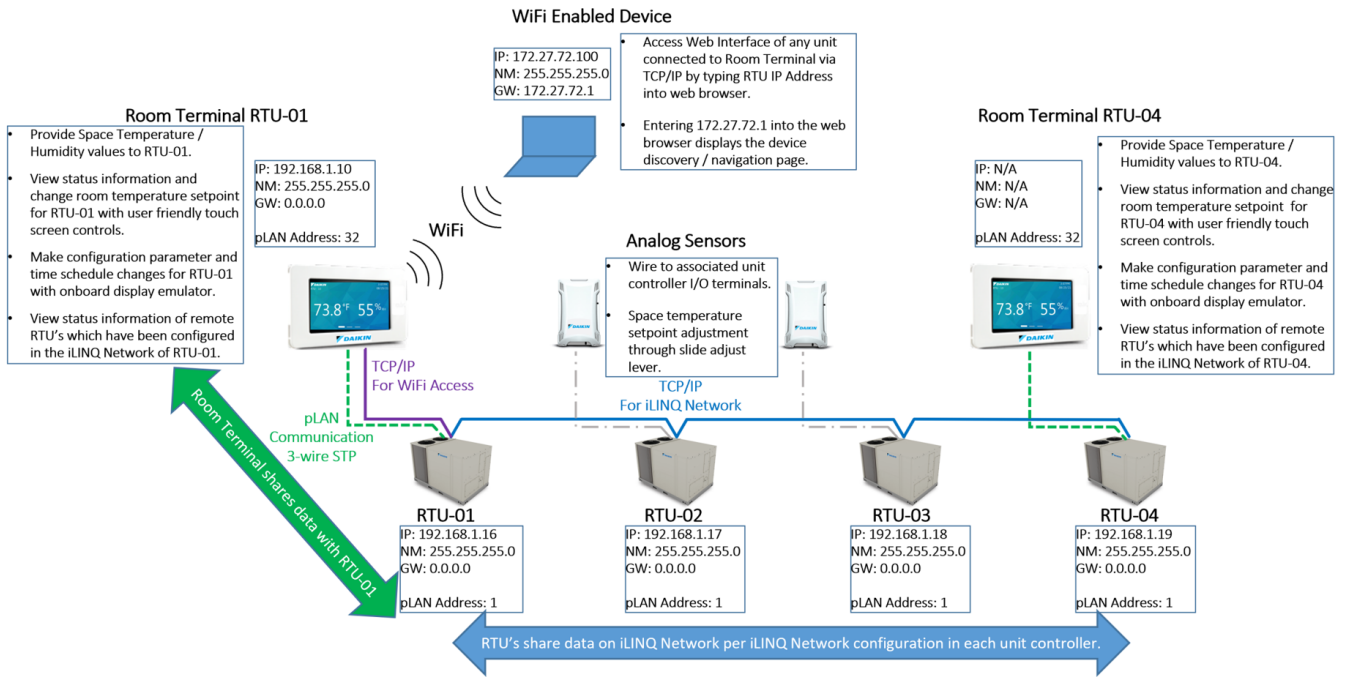 WiFi Enabled Device
IP: 172.27.72.100
NM: 255.255.255.0
GW: 172.27.72.1
• Access Web Interface of any unit
connected to Room Terminal via
TCP/IP by typing RTU IP Address
into web browser.
• Entering 172.27.72.1 into the web
browser displays the device
discovery / navigation page.
Room Terminal RTU-01
• Provide Space Temperature /
Humidity values to RTU-01.
• View status information and
change room temperature setpoint
for RTU-01 with user friendly touch
screen controls.
• Make configuration parameter and
time schedule changes for RTU-01
with onboard display emulator.
• View status information of remote
RTU's which have been configured
in the iLINQ Network of RTU-01.
IP: 192.168.1.10
NM: 255.255.255.0
GW: 0.0.0.0
pLAN Address: 32
WiFi
73.8°F 55%
DAIKIN
Analog Sensors
• Wire to associated unit
controller I/O terminals.
• Space temperature
setpoint adjustment
through slide adjust
lever.
DAIKIN
DAIKIN
Room Terminal RTU-04
IP: N/A
NM: N/A
GW: N/A
pLAN Address: 32
• Provide Space Temperature /
Humidity values to RTU-04.
• View status information and change
room temperature setpoint for
RTU-04 with user friendly touch
screen controls.
• Make configuration parameter and
time schedule changes for RTU-04
with onboard display emulator.
• View status information of remote
RTU's which have been configured
in the iLINQ Network of RTU-04.
73.8°F 55%
DAIKIN
TCP/IP
For WiFi Access
TCP/IP
For iLINQ Network
pLAN
Communication
3-wire STP
Room Terminal shares data with RTU-01
RTU-01
IP: 192.168.1.16
NM: 255.255.255.0
GW: 0.0.0.0
pLAN Address: 1
RTU-02
IP: 192.168.1.17
NM: 255.255.255.0
GW: 0.0.0.0
pLAN Address: 1
RTU-03
IP: 192.168.1.18
NM: 255.255.255.0
GW: 0.0.0.0
pLAN Address: 1
RTU-04
IP: 192.168.1.19
NM: 255.255.255.0
GW: 0.0.0.0
pLAN Address: 1
RTU's share data on iLINQ Network per iLINQ Network configuration in each unit controller.